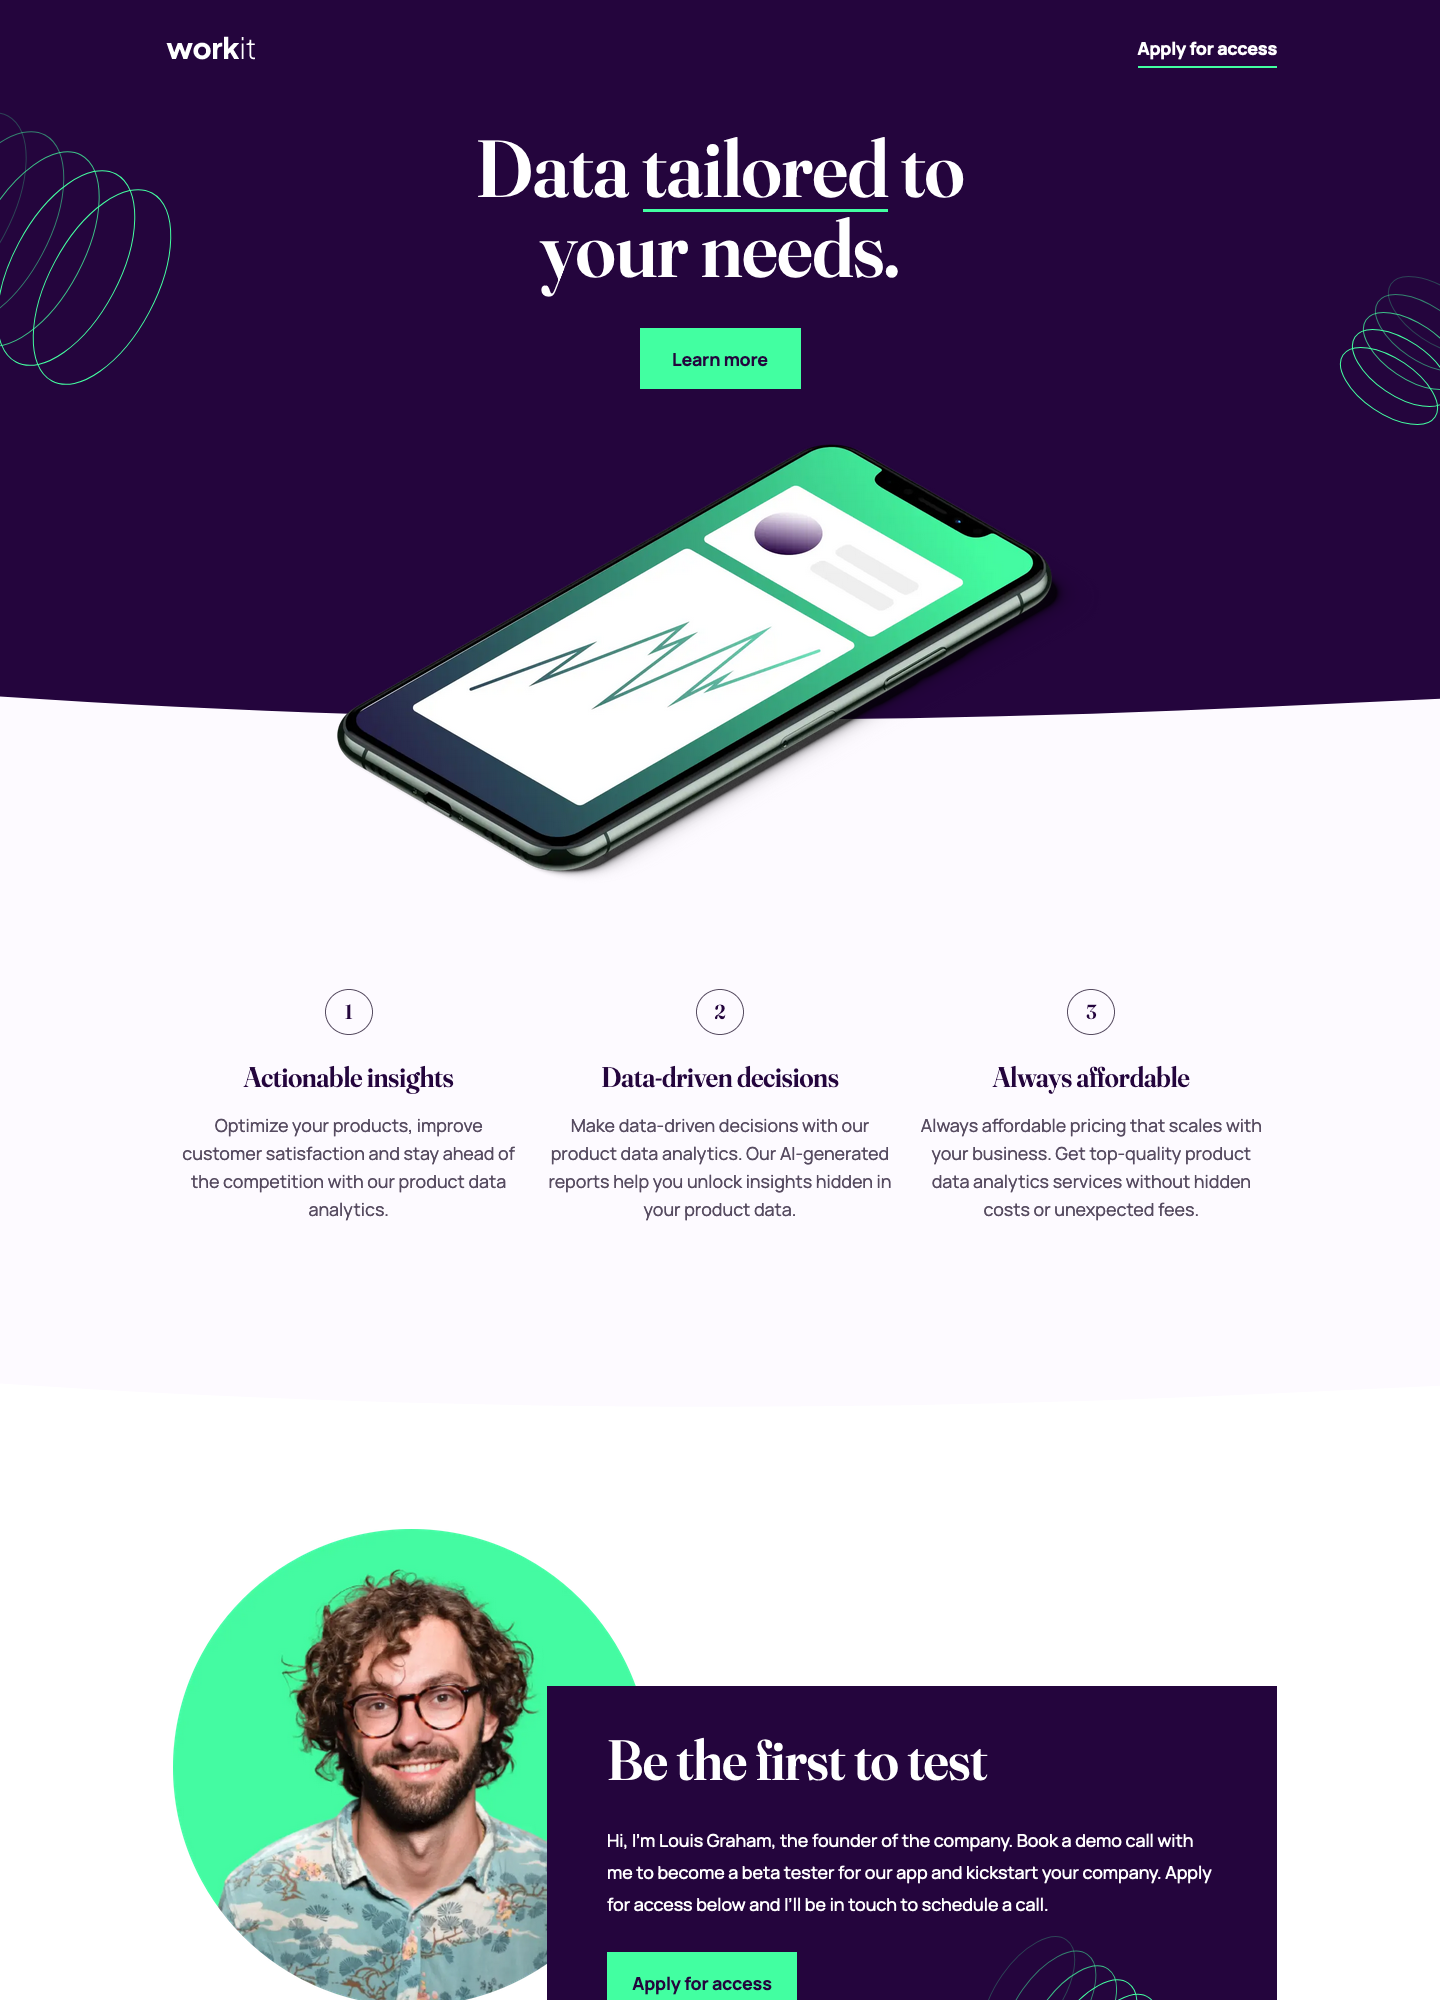 workit
Apply for access
Data tailored to
your needs.
Learn more
1
Actionable insights
Optimize your products, improve
customer satisfaction and stay ahead of
the competition with our product data
analytics.
2
Data-driven decisions
Make data-driven decisions with our
product data analytics. Our AI-generated
reports help you unlock insights hidden in
your product data.
3
Always affordable
Always affordable pricing that scales with
your business. Get top-quality product
data analytics services without hidden
costs or unexpected fees.
Be the first to test
Hi, I'm Louis Graham, the founder of the company. Book a demo call with
me to become a beta tester for our app and kickstart your company. Apply
for access below and I'll be in touch to schedule a call.
Apply for access